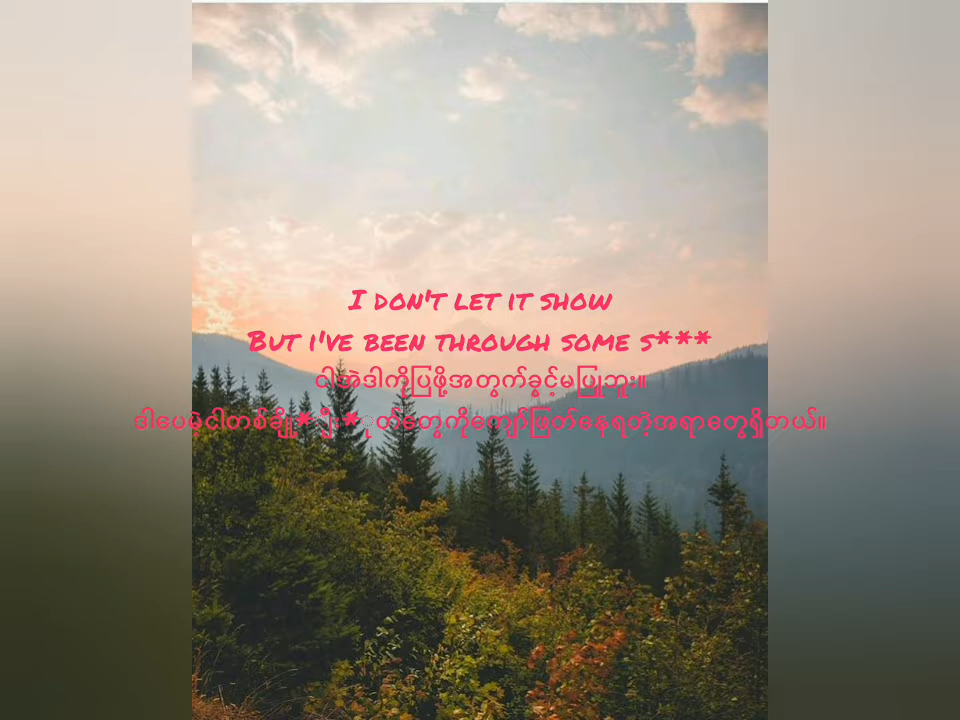 I don't let it show
But i've been through some s***
ငါအဲဒါကိုပြဖို့အတွက်ခွင့်မပြုဘူး။
ဒါပေမဲ့ငါတစ်ချို့*ျိုး*ုတ်တွေကိုကျော်ဖြတ်နေရတဲ့အရာတွေရှိတယ်။